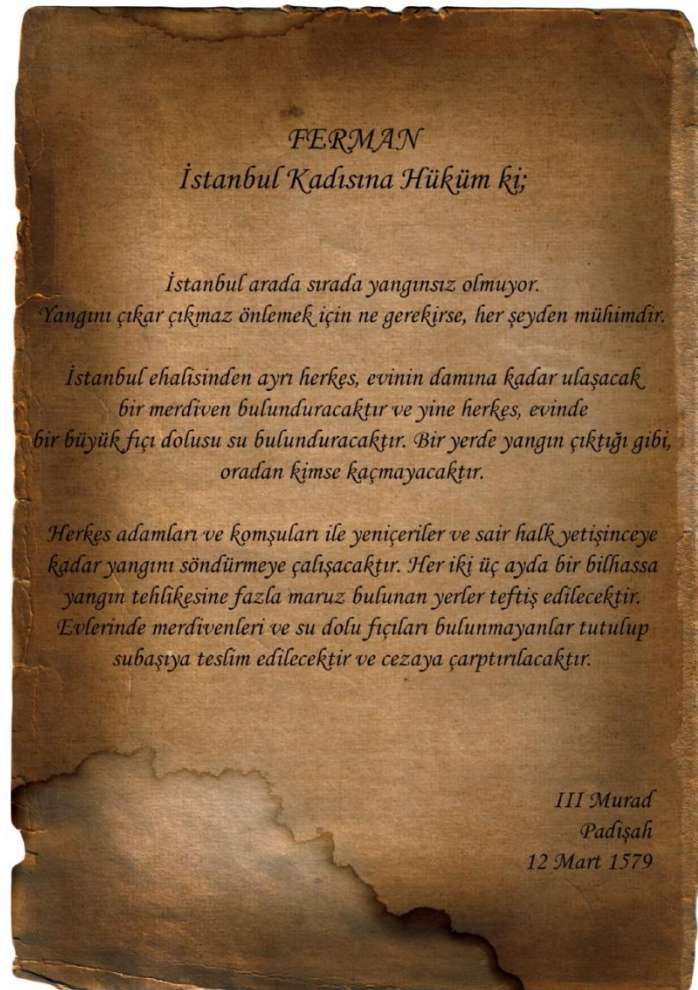 FERMAN
İstanbul Kadısına Hüküm ki;
İstanbul arada sırada yangınsız olmuyor.
Yangını çıkar çıkmaz önlemek için ne gerekirse, her şeyden mühimdir.
İstanbul ehalisinden ayrı herkes, evinin damına kadar ulaşacak
bir merdiven bulunduracaktır ve yine herkes, evinde
bir büyük fıçı dolusu su bulunduracaktır. Bir yerde yangın çıktığı gibi,
oradan kimse kaçmayacaktır.
Herkes adamları ve komşuları ile yeniçeriler ve sair halk yetişinceye
kadar yangını söndürmeye çalışacaktır. Her iki üç ayda bir bilhassa
yangın tehlikesine fazla maruz bulunan yerler teftiş edilecektir.
Evlerinde merdivenleri ve su dolu fıçıları bulunmayanlar tutulup
subaşıya teslim edilecektir ve cezaya çarptırılacaktır.
III Murad
Padişah
12 Mart 1579